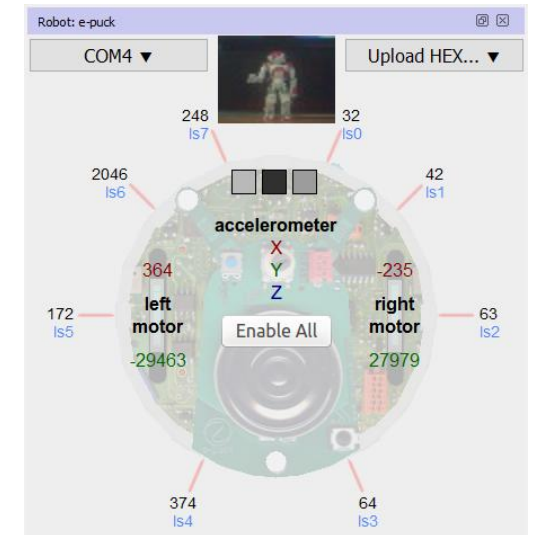 Robot: e-puck
COM4 ▼
Upload HEX... ▼
248
ls7
32
ls0
2046
ls6
42
ls1
accelerometer
X
Y
Z
364
-235
left
motor
right
motor
172
ls5
63
ls2
Enable All
-29463
27979
374
ls4
64
ls3